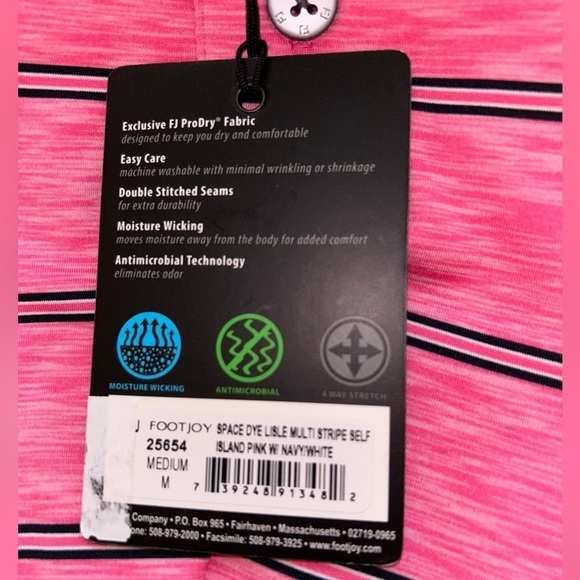 FJ
Exclusive FJ ProDry® Fabric
designed to keep you dry and comfortable
Easy Care
machine washable with minimal wrinkling or shrinkage
Double Stitched Seams
for extra durability
Moisture Wicking
moves moisture away from the body for added comfort
Antimicrobial Technology
eliminates odor
MOISTURE WICKING ANTIMICROBIAL 4 WAY STRETCH
J FOOTJOY SPACE DYE LISLE MULTI STRIPE SELF
25654 ISLAND PINK W/ NAVY/WHITE
MEDIUM
M 7 39248 91348 2
Company • P.O. Box 965 • Fairhaven • Massachusetts • 02719-0965
one: 508-979-2000 • Facsimile: 508-979-3925 • www.footjoy.com